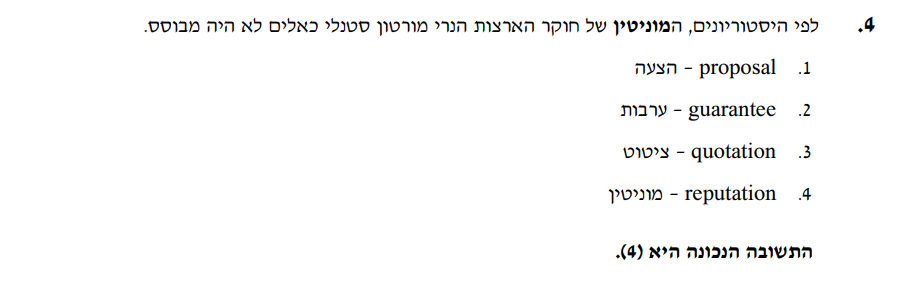 4. לפי היסטוריונים, המוניטין של חוקר הארצות הנרי מורטון סטנלי כאלים לא היה מבוסס.
1. proposal – הצעה
2. guarantee – ערבות
3. quotation – ציטוט
4. reputation – מוניטין
התשובה הנכונה היא (4).